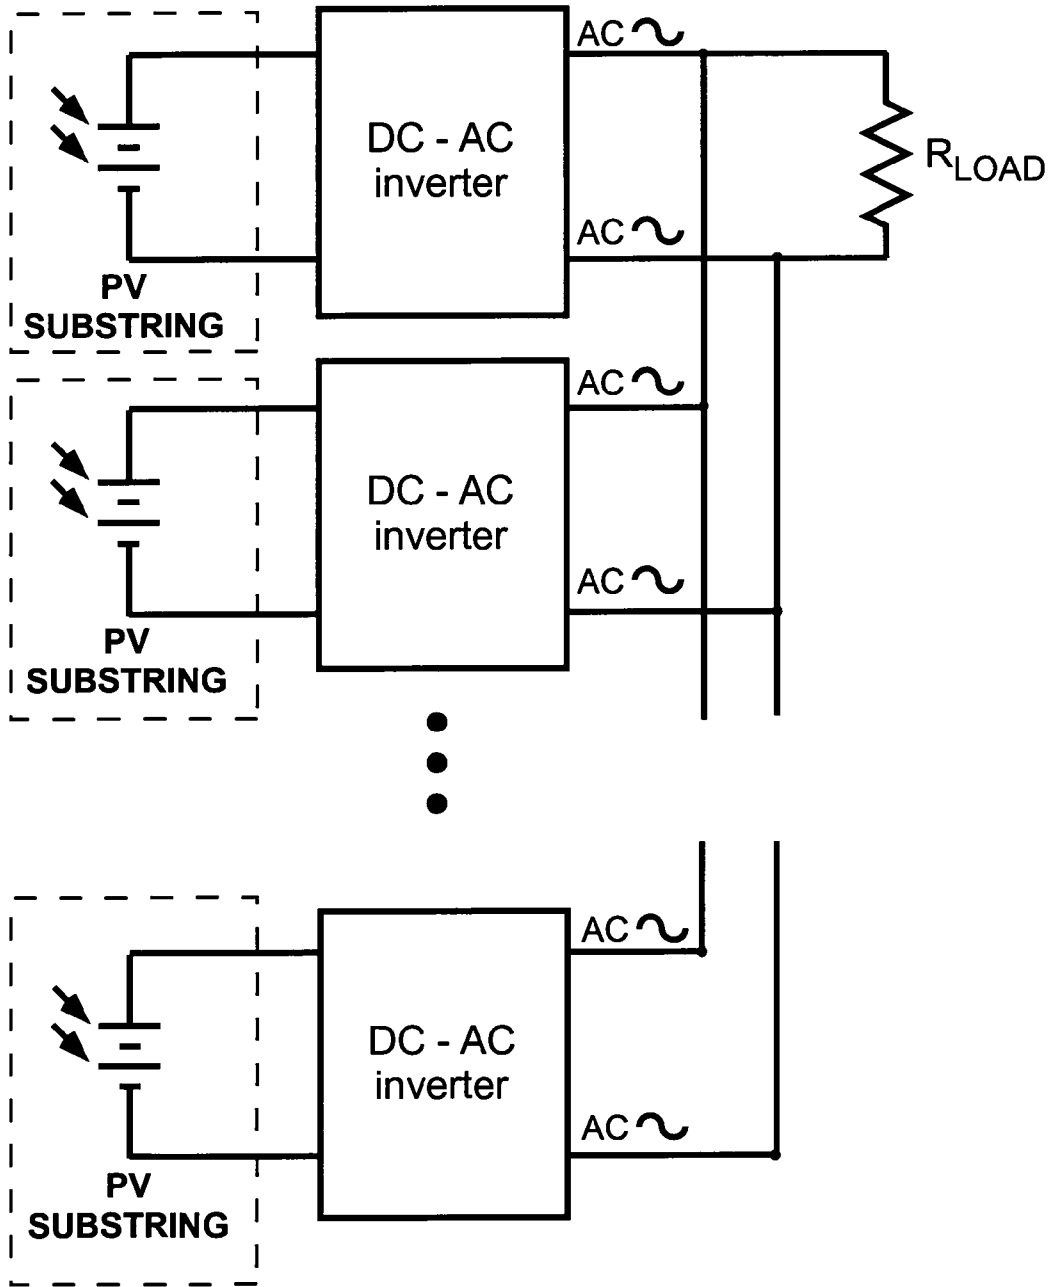 AC
DC - AC
inverter
R_LOAD
AC
PV
SUBSTRING
AC
DC - AC
inverter
AC
PV
SUBSTRING
AC
DC - AC
inverter
AC
PV
SUBSTRING